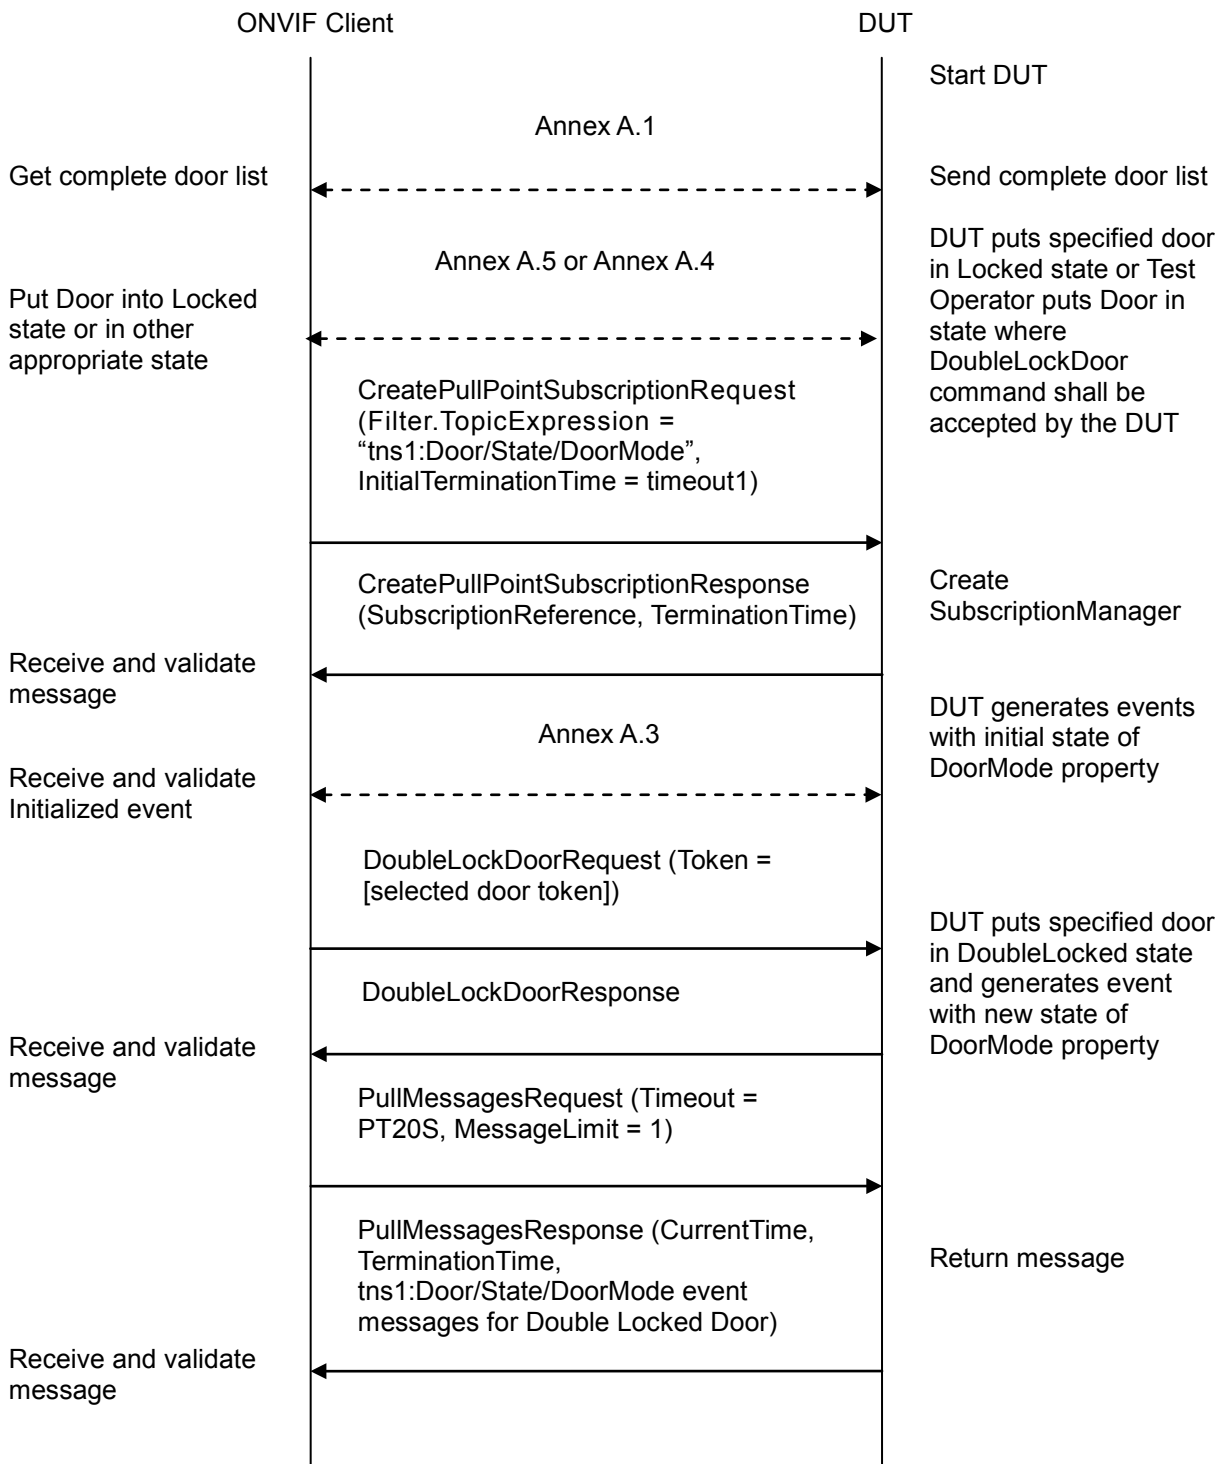 ONVIF Client
DUT
Start DUT
Annex A.1
Get complete door list
Send complete door list
Annex A.5 or Annex A.4
DUT puts specified door
in Locked state or Test
Operator puts Door in
state where
DoubleLockDoor
command shall be
accepted by the DUT
Put Door into Locked
state or in other
appropriate state
CreatePullPointSubscriptionRequest
(Filter.TopicExpression =
“tns1:Door/State/DoorMode”,
InitialTerminationTime = timeout1)
CreatePullPointSubscriptionResponse
(SubscriptionReference, TerminationTime)
Create
SubscriptionManager
Receive and validate
message
Annex A.3
DUT generates events
with initial state of
DoorMode property
Receive and validate
Initialized event
DoubleLockDoorRequest (Token =
[selected door token])
DUT puts specified door
in DoubleLocked state
and generates event
with new state of
DoorMode property
DoubleLockDoorResponse
Receive and validate
message
PullMessagesRequest (Timeout =
PT20S, MessageLimit = 1)
PullMessagesResponse (CurrentTime,
TerminationTime,
tns1:Door/State/DoorMode event
messages for Double Locked Door)
Return message
Receive and validate
message